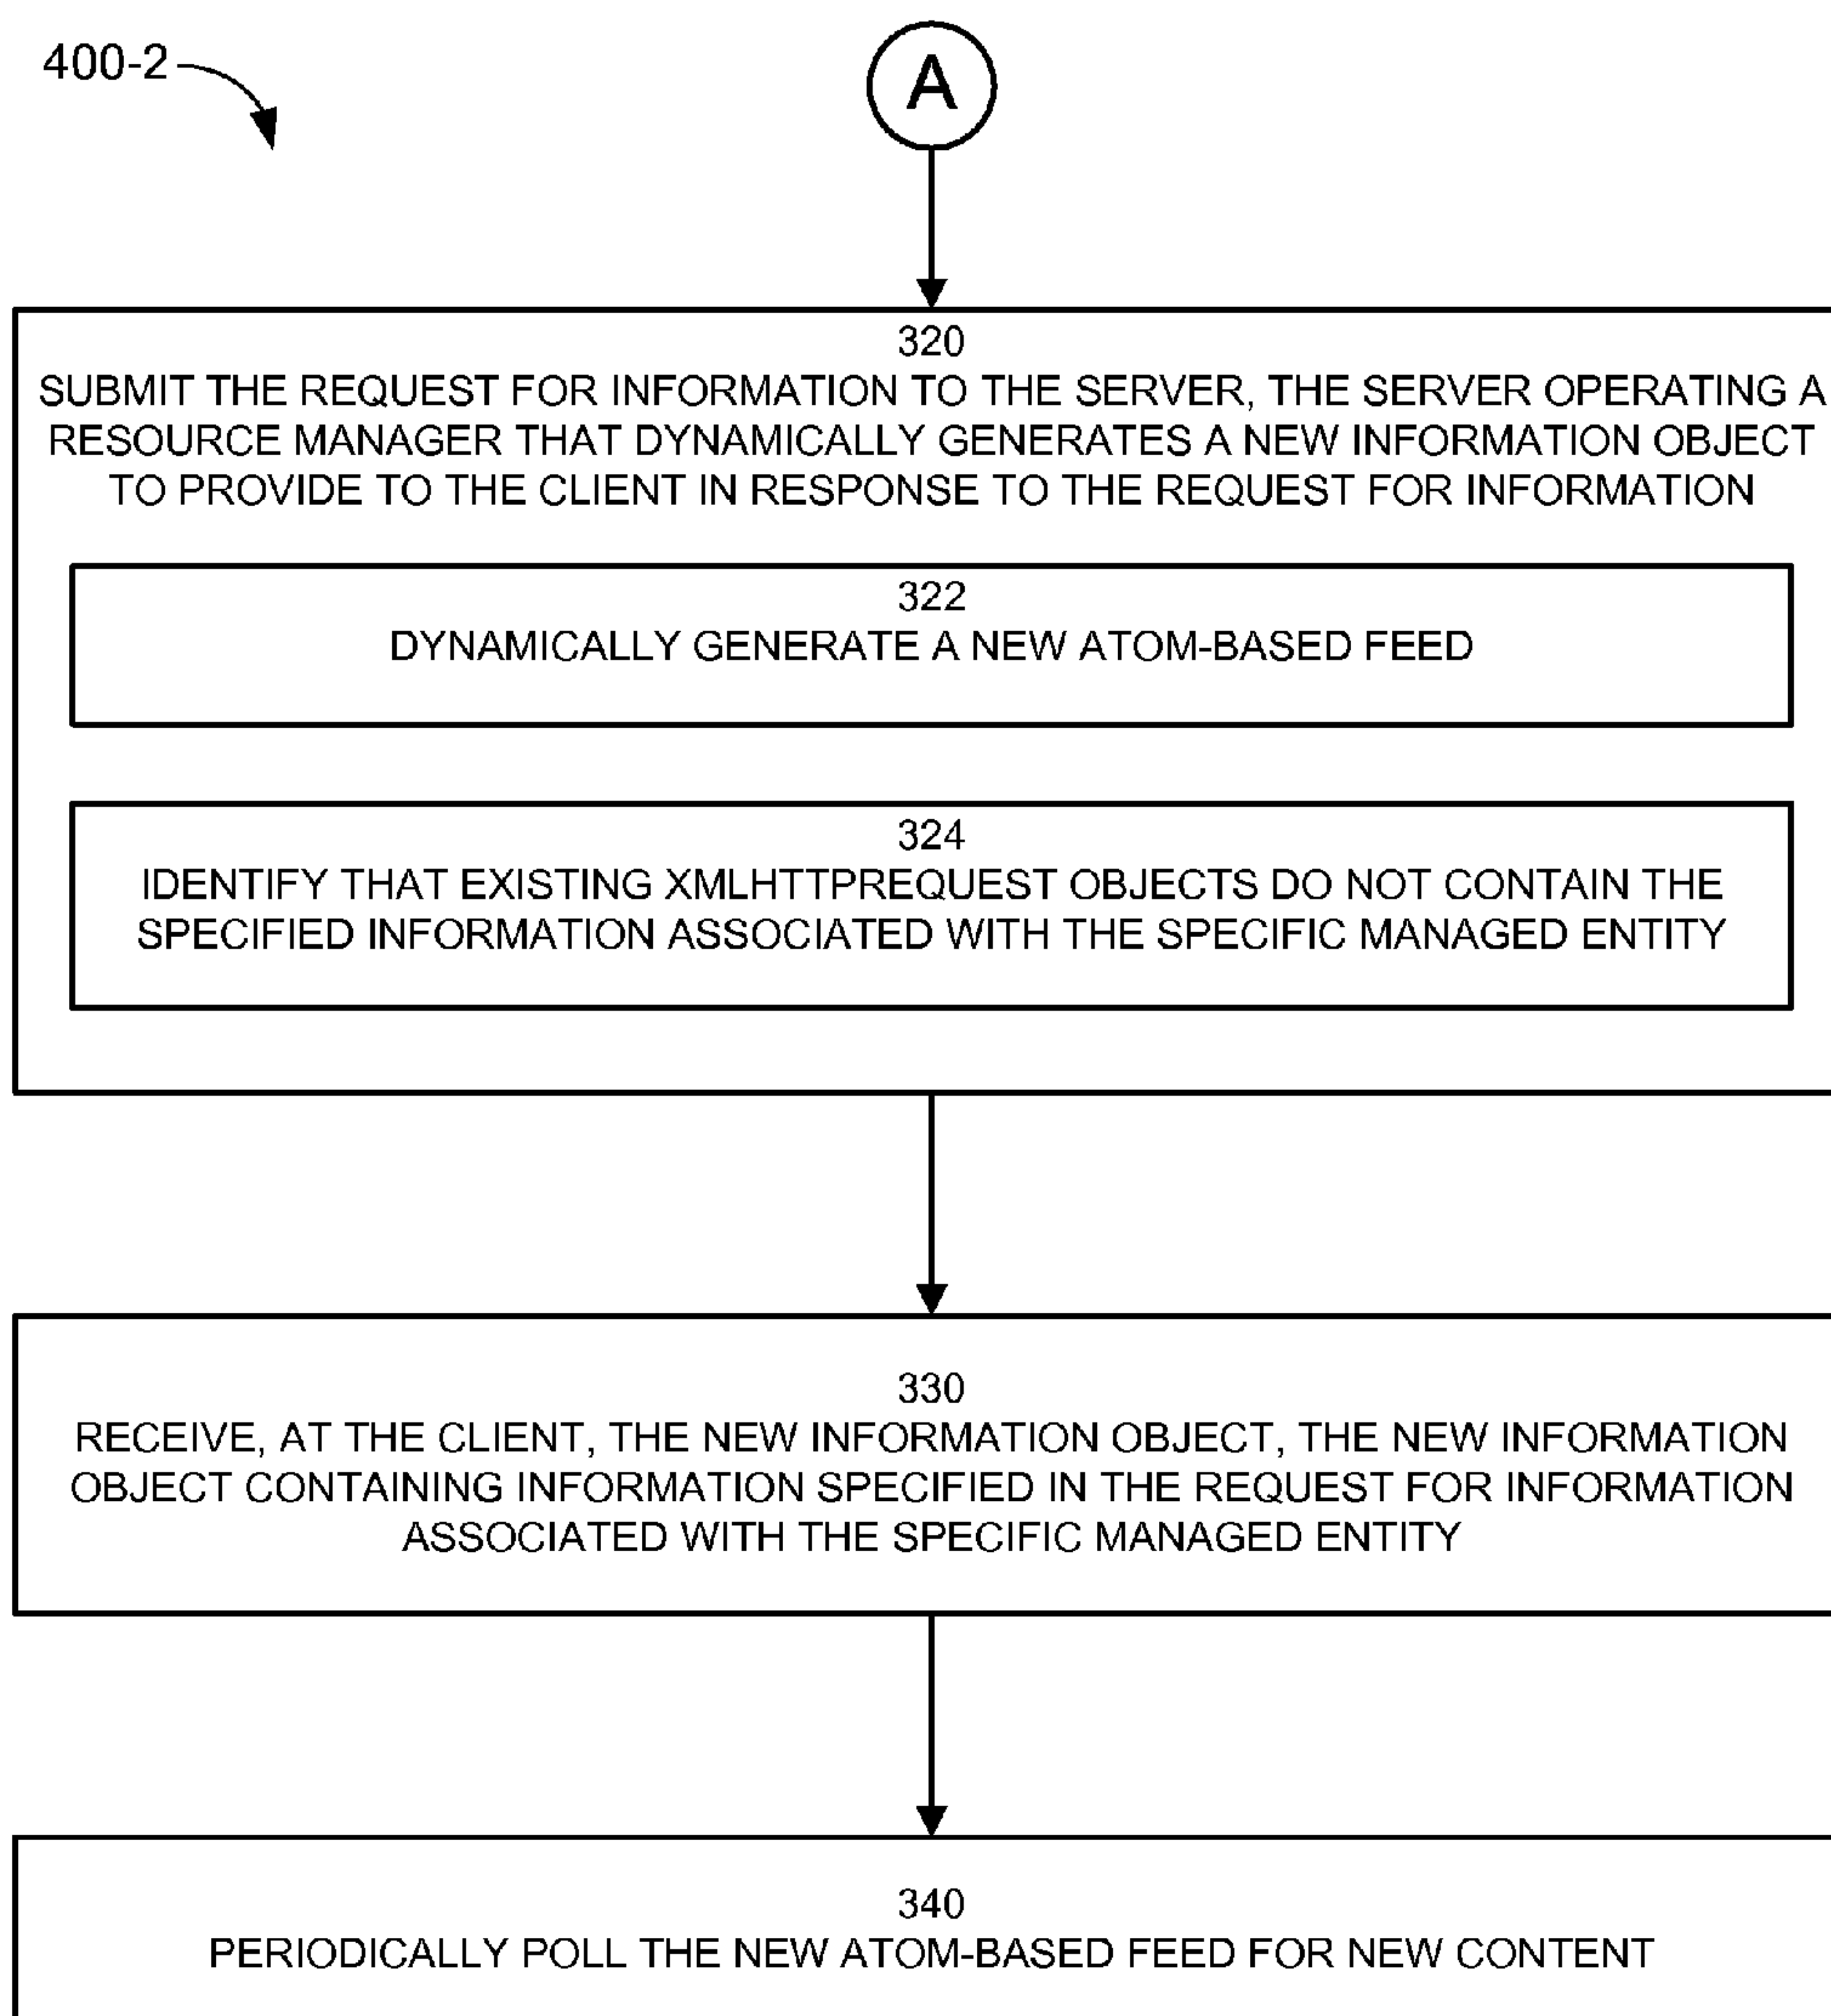 400-2
A
320
SUBMIT THE REQUEST FOR INFORMATION TO THE SERVER, THE SERVER OPERATING A
RESOURCE MANAGER THAT DYNAMICALLY GENERATES A NEW INFORMATION OBJECT
TO PROVIDE TO THE CLIENT IN RESPONSE TO THE REQUEST FOR INFORMATION
322
DYNAMICALLY GENERATE A NEW ATOM-BASED FEED
324
IDENTIFY THAT EXISTING XMLHTTPREQUEST OBJECTS DO NOT CONTAIN THE
SPECIFIED INFORMATION ASSOCIATED WITH THE SPECIFIC MANAGED ENTITY
330
RECEIVE, AT THE CLIENT, THE NEW INFORMATION OBJECT, THE NEW INFORMATION
OBJECT CONTAINING INFORMATION SPECIFIED IN THE REQUEST FOR INFORMATION
ASSOCIATED WITH THE SPECIFIC MANAGED ENTITY
340
PERIODICALLY POLL THE NEW ATOM-BASED FEED FOR NEW CONTENT